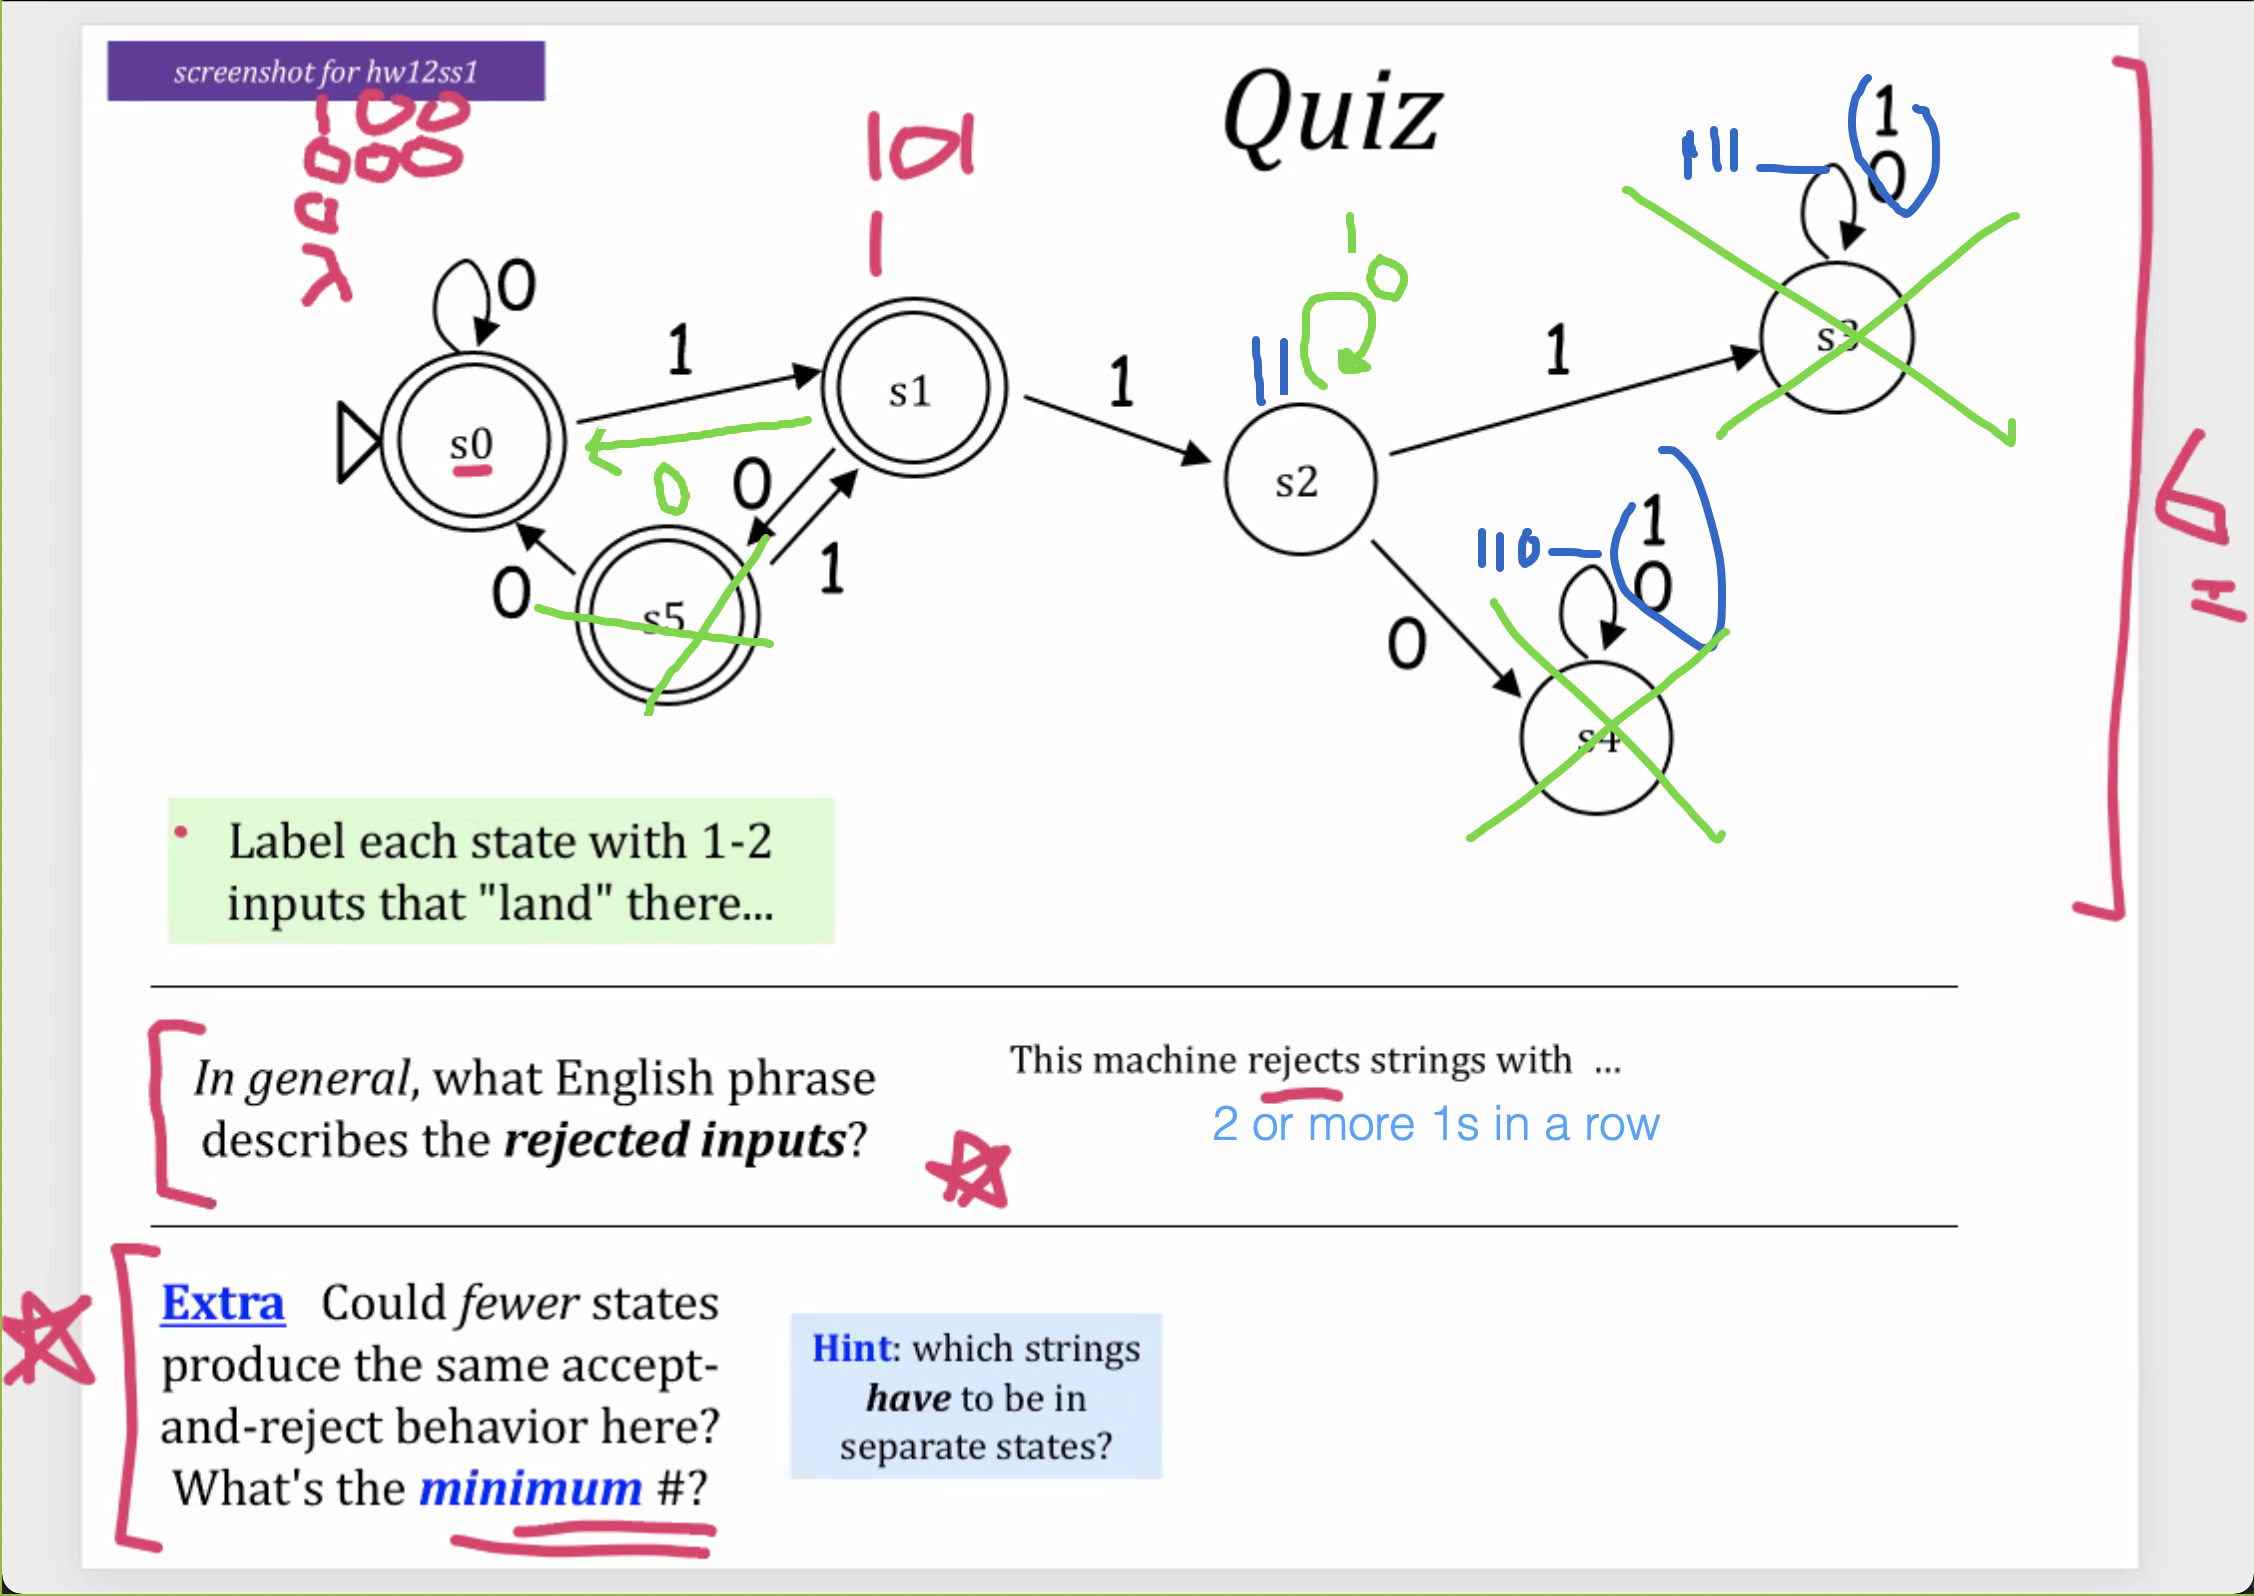 screenshot for hw12ss1
Quiz
100
000
0
λ
101
1
111
1
0
1
0
0
1
s1
11
1
1
s3
s0
0
0
s2
110
1
0
6
0
s5
1
0
s4
• Label each state with 1-2
inputs that "land" there...
In general, what English phrase
describes the rejected inputs?
This machine rejects strings with ...
2 or more 1s in a row
Extra Could fewer states
produce the same accept-
and-reject behavior here?
What's the minimum #?
Hint: which strings
have to be in
separate states?